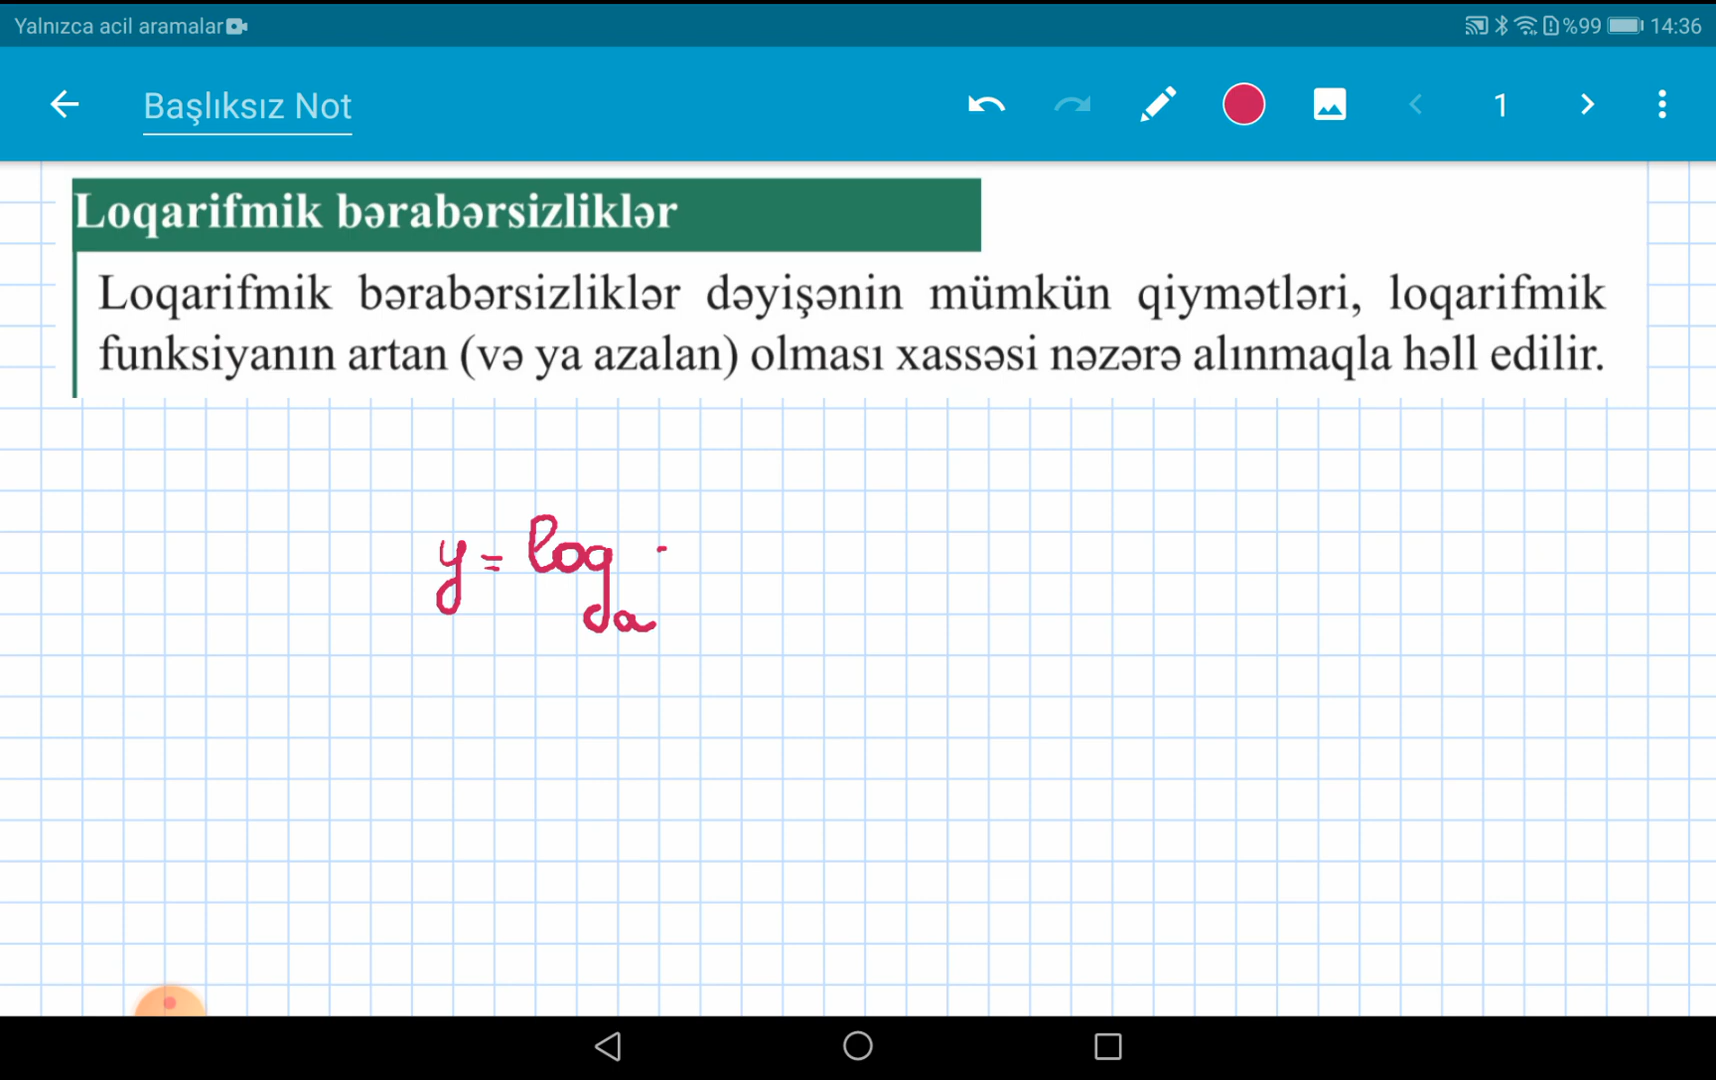 Yalnızca acil aramalar %99 14:36
Başlıksız Not 1
Loqarifmik bərabərsizliklər
Loqarifmik bərabərsizliklər dəyişənin mümkün qiymətləri, loqarifmik
funksiyanın artan (və ya azalan) olması xassəsi nəzərə alınmaqla həll edilir.
y = log a